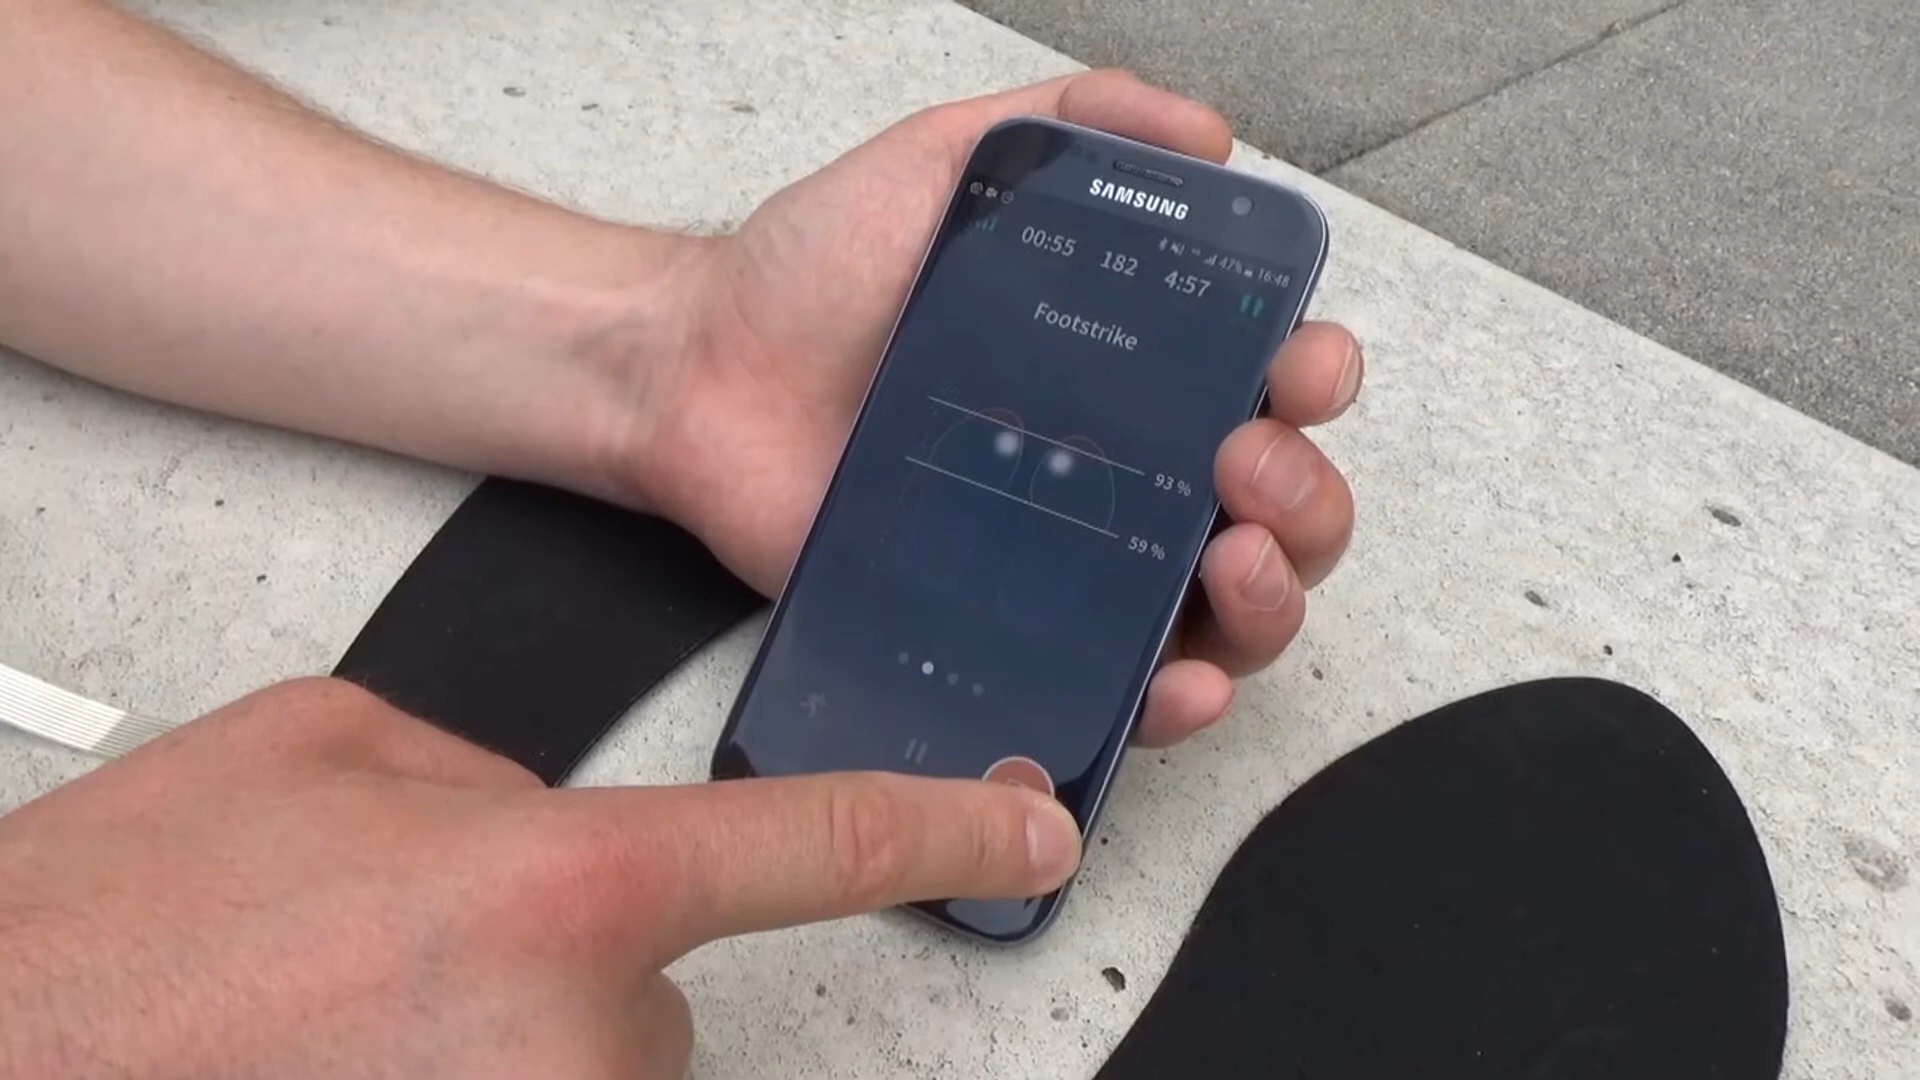 SAMSUNG
47% 16:48
00:55 182 4:57
Footstrike
93 %
59 %